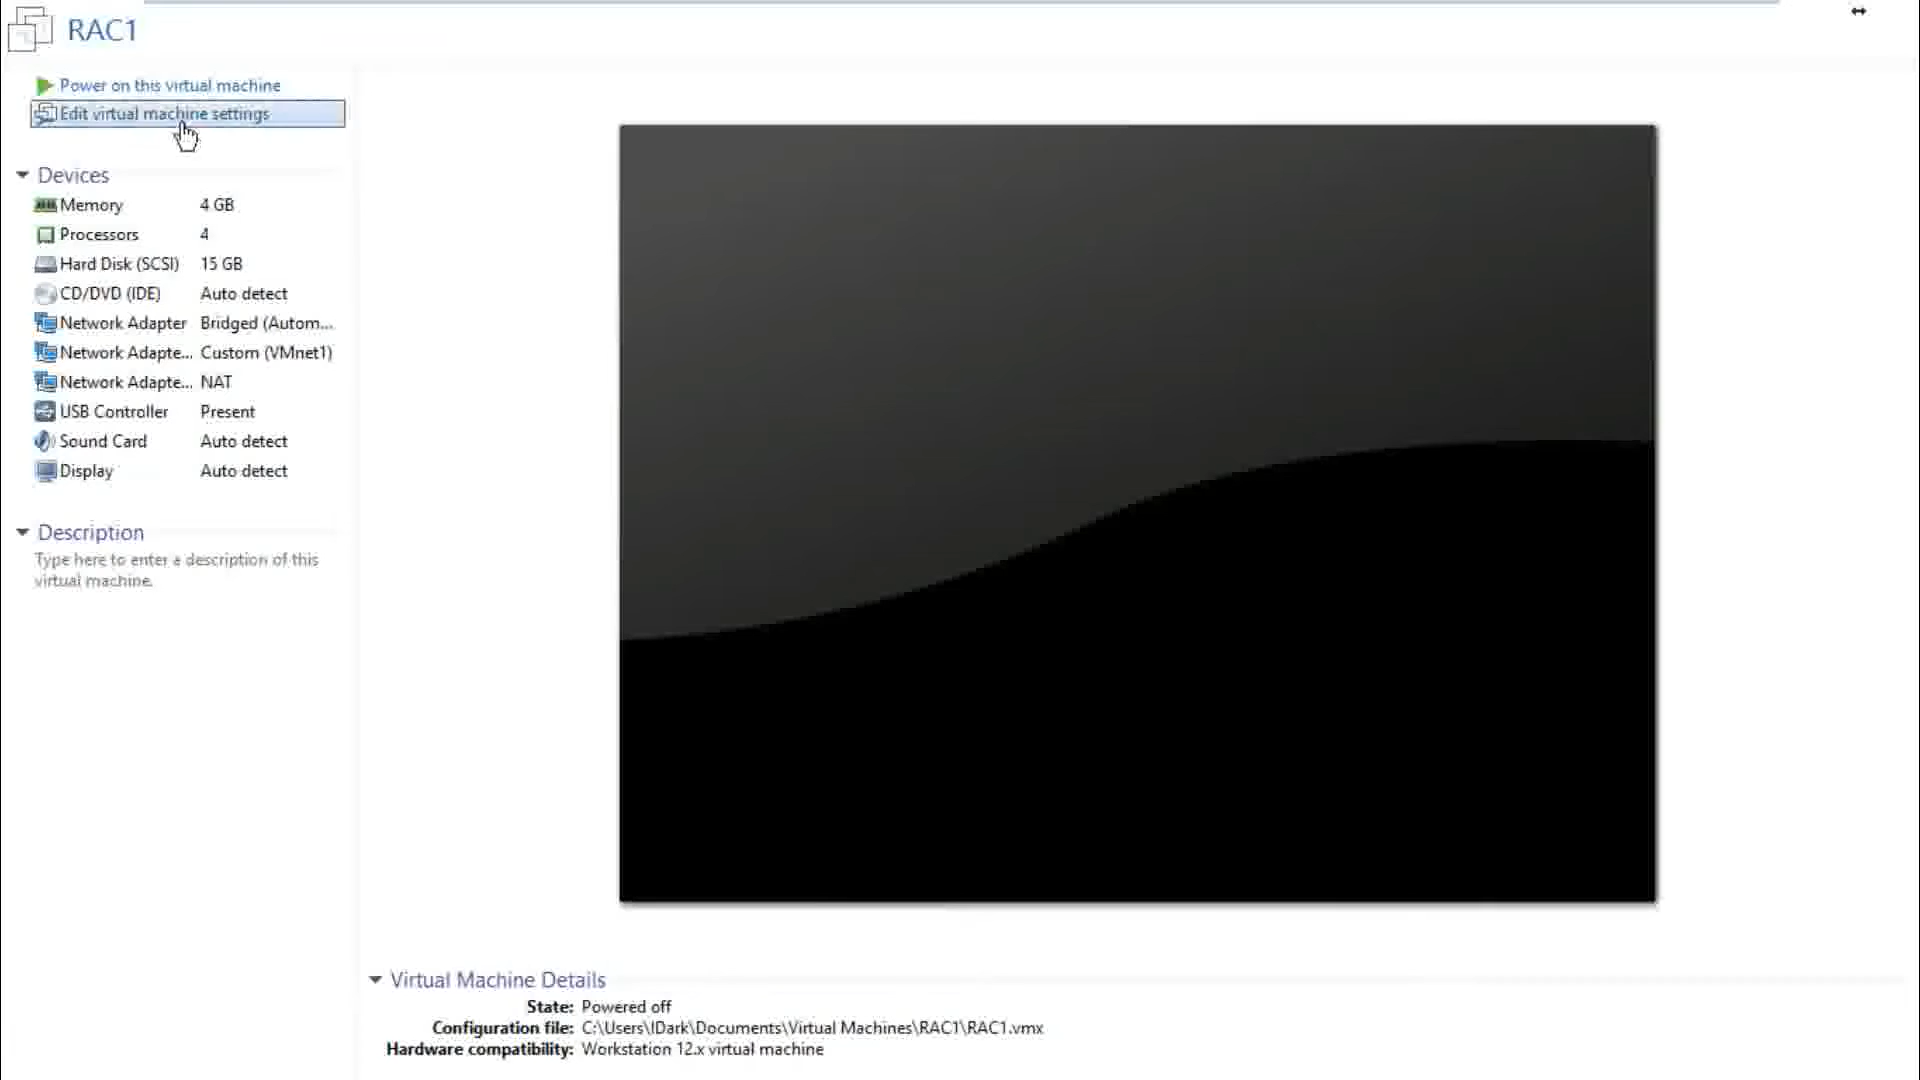 RAC1
Power on this virtual machine
Edit virtual machine settings
Devices
Memory 4 GB
Processors 4
Hard Disk (SCSI) 15 GB
CD/DVD (IDE) Auto detect
Network Adapter Bridged (Autom...
Network Adapte... Custom (VMnet1)
Network Adapte... NAT
USB Controller Present
Sound Card Auto detect
Display Auto detect
Description
Type here to enter a description of this
virtual machine.
Virtual Machine Details
State: Powered off
Configuration file: C:\Users\IDark\Documents\Virtual Machines\RAC1\RAC1.vmx
Hardware compatibility: Workstation 12.x virtual machine